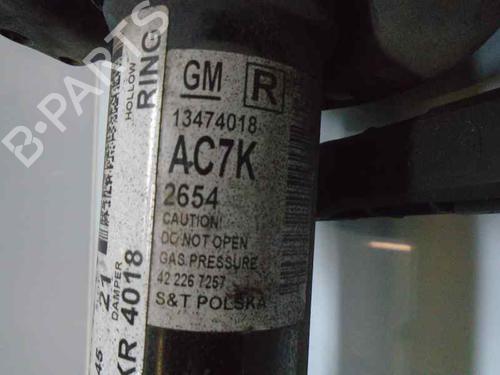 B-PARTS
GM R
13474018
AC7K
2654
CAUTION!
DO NOT OPEN
GAS PRESSURE
42 226 7257
S&T POLSKA
HOLLOW
RING
21
DAMPER
KR 4018